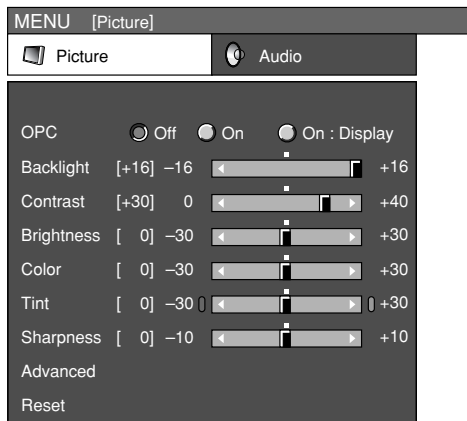 MENU [Picture]
Picture Audio
OPC Off On On : Display
Backlight [+16] –16 +16
Contrast [+30] 0 +40
Brightness [ 0] –30 +30
Color [ 0] –30 +30
Tint [ 0] –30 +30
Sharpness [ 0] –10 +10
Advanced
Reset